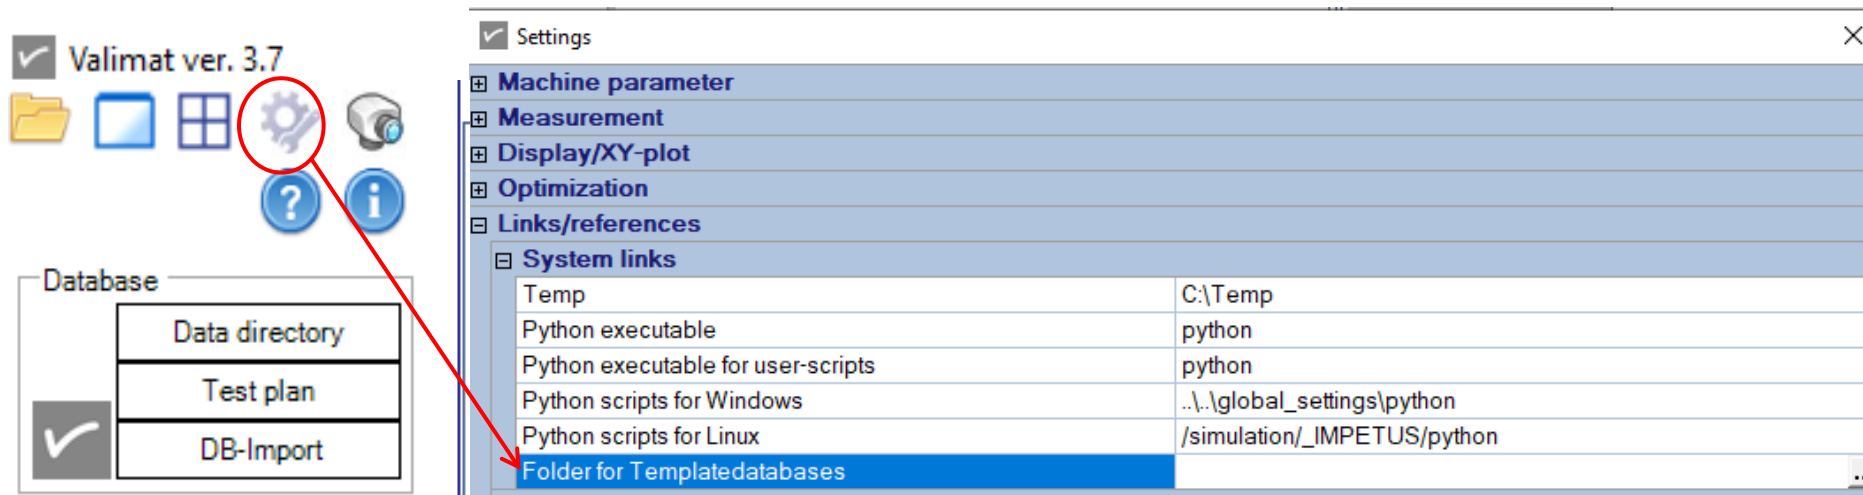 Valimat ver. 3.7
Database
Data directory
Test plan
DB-Import
Settings
Machine parameter
Measurement
Display/XY-plot
Optimization
Links/references
System links
Temp C:\Temp
Python executable python
Python executable for user-scripts python
Python scripts for Windows ..\..\global_settings\python
Python scripts for Linux /simulation/_IMPETUS/python
Folder for Templatedatabases